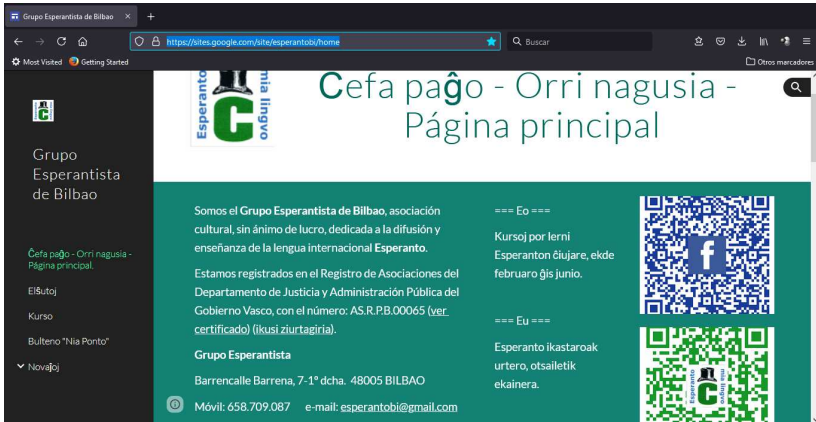 Grupo Esperantista de Bilbao
https://sites.google.com/site/esperantobi/home
Buscar
Most Visited
Getting Started
Otros marcadores
Grupo
Esperantista
de Bilbao
Ĉefa paĝo - Orri nagusia -
Página principal.
Elŝutoj
Kurso
Bulteno "Nia Ponto"
Novaĵoj
Esperanto
mia lingvo
Ĉefa paĝo - Orri nagusia -
Página principal
Somos el Grupo Esperantista de Bilbao, asociación
cultural, sin ánimo de lucro, dedicada a la difusión y
enseñanza de la lengua internacional Esperanto.
Estamos registrados en el Registro de Asociaciones del
Departamento de Justicia y Administración Pública del
Gobierno Vasco, con el número: AS.R.P.B.00065 (ver
certificado) (ikusi ziurtagiria).
Grupo Esperantista
Barrencalle Barrena, 7-1º dcha. 48005 BILBAO
Móvil: 658.709.087 e-mail: esperantobi@gmail.com
=== Eo ===
Kursoj por lerni
Esperanton ĉiujare, ekde
februaro ĝis junio.
=== Eu ===
Esperanto ikastaroak
urtero, otsailetik
ekainera.
f
Esperanto
mia lingvo